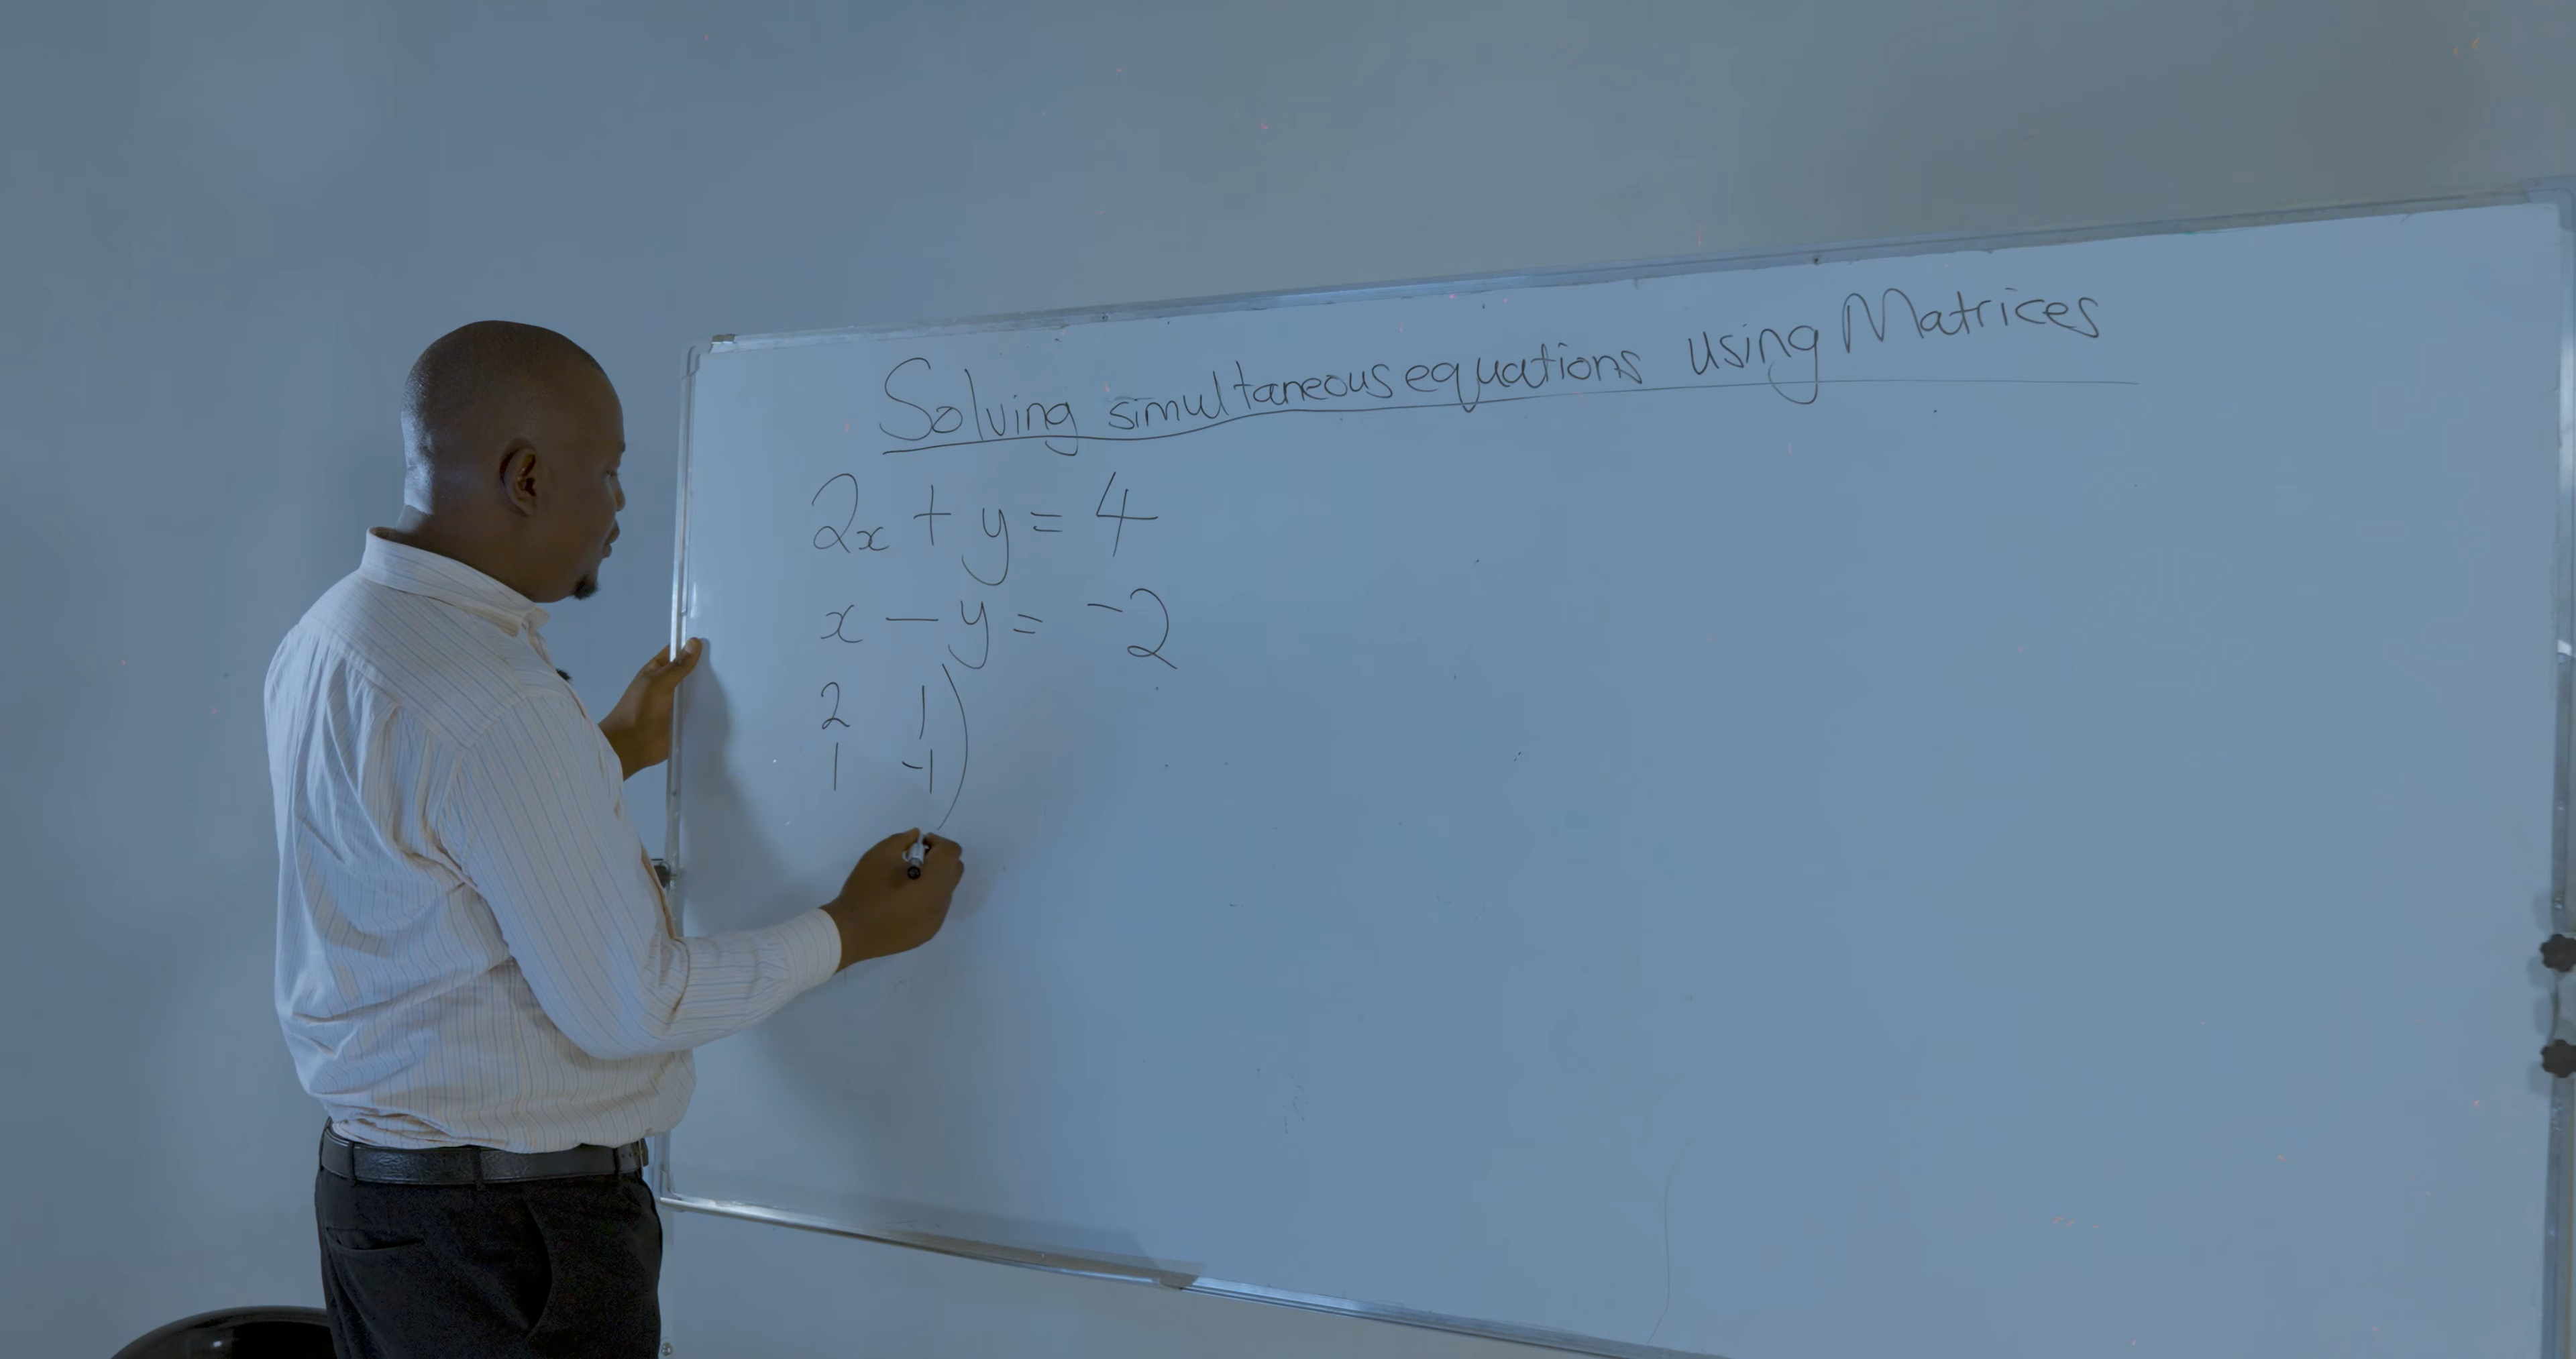 Solving simultaneous equations using Matrices
2x + y = 4
x - y = -2
2 1)
1 -1